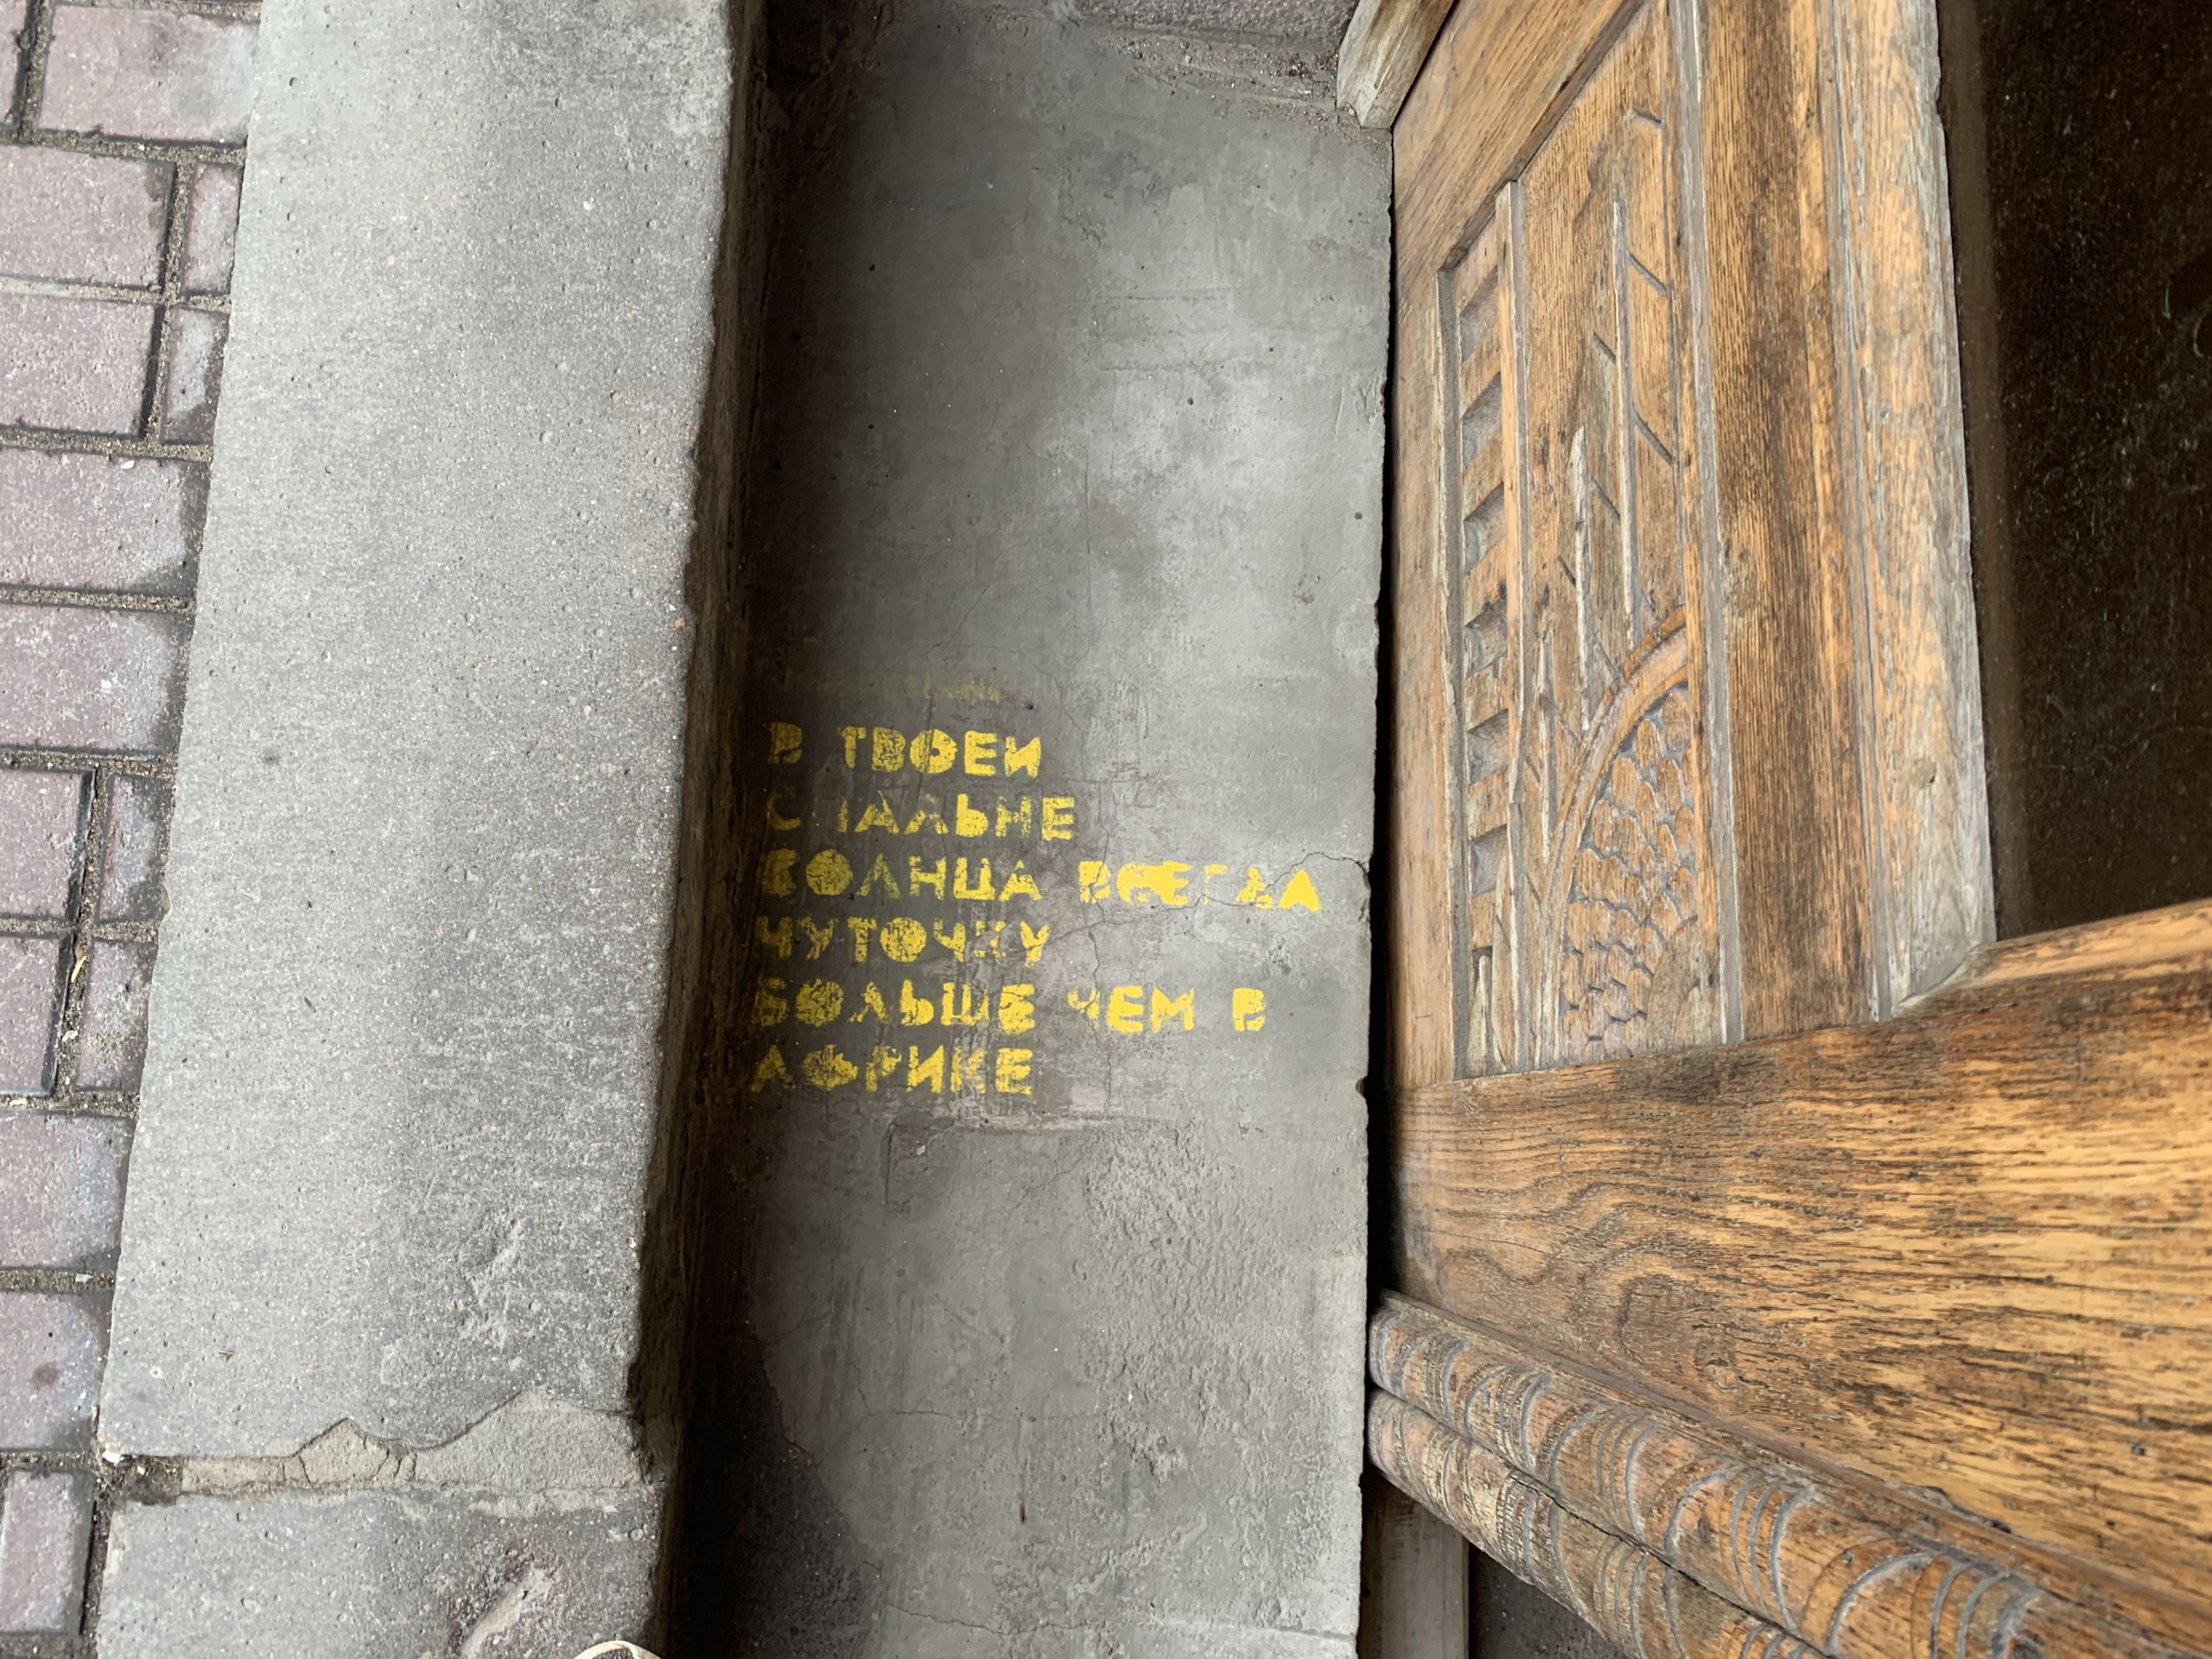 В ТВОЕЙ
СПАЛЬНЕ
СОЛНЦА ВСЕГДА
ЧУТОЧКУ
БОЛЬШЕ ЧЕМ В
АФРИКЕ